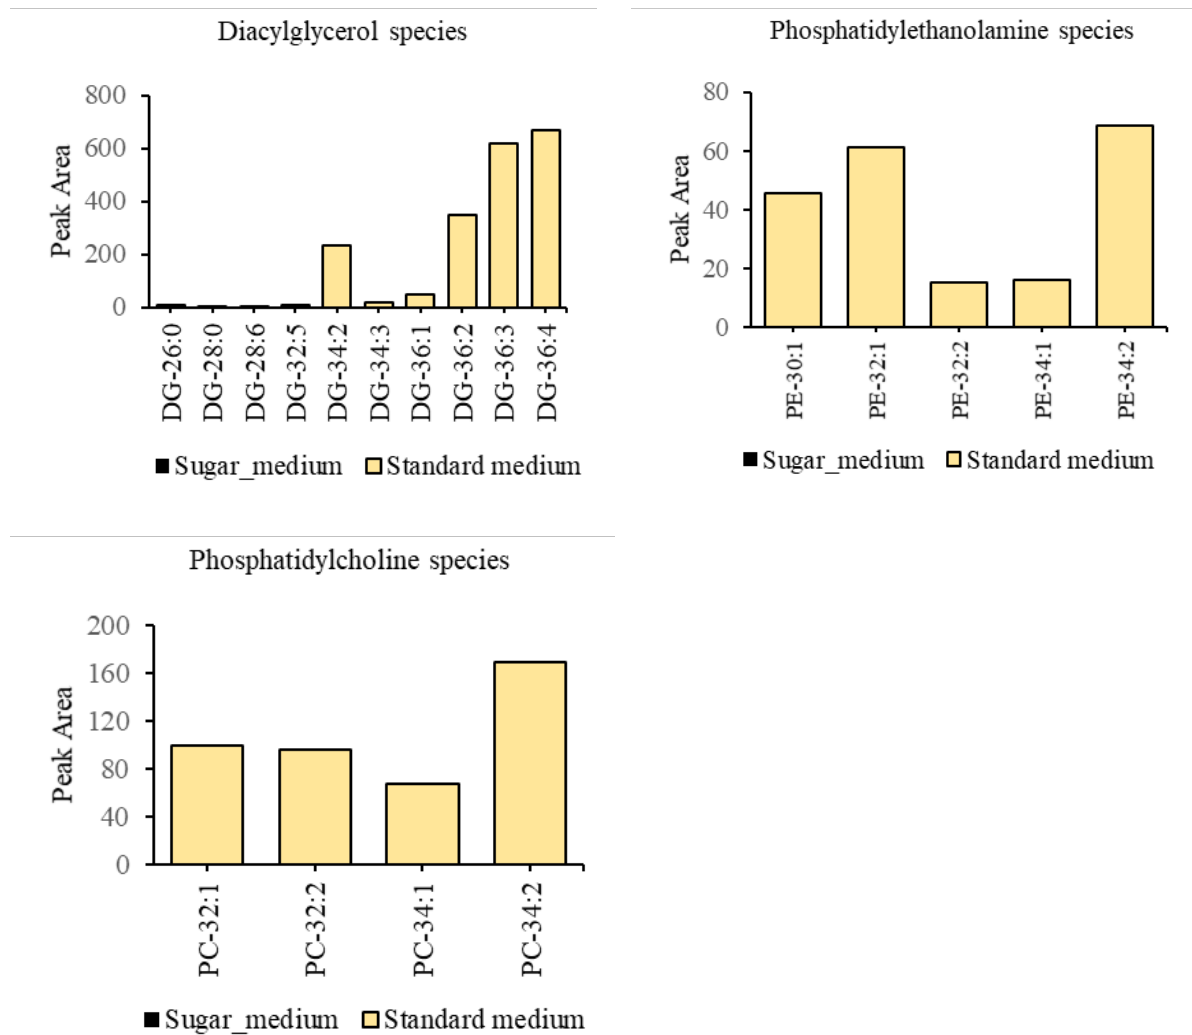 Diacylglycerol species
Peak Area
800
600
400
200
0
DG-26:0
DG-28:0
DG-28:6
DG-32:5
DG-34:2
DG-34:3
DG-36:1
DG-36:2
DG-36:3
DG-36:4
Sugar_medium Standard medium
Phosphatidylethanolamine species
Peak Area
80
60
40
20
0
PE-30:1
PE-32:1
PE-32:2
PE-34:1
PE-34:2
Sugar_medium Standard medium
Phosphatidylcholine species
Peak Area
200
160
120
80
40
0
PC-32:1
PC-32:2
PC-34:1
PC-34:2
Sugar_medium Standard medium